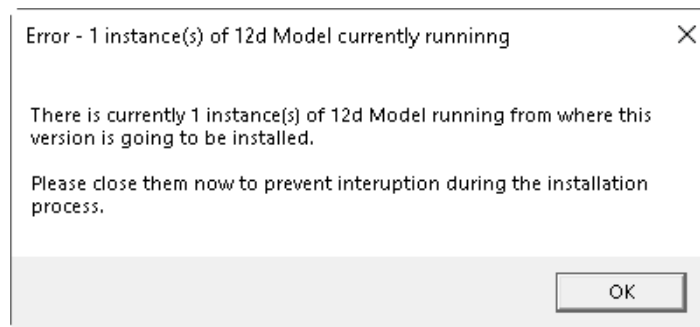 Error - 1 instance(s) of 12d Model currently runninng
There is currently 1 instance(s) of 12d Model running from where this
version is going to be installed.
Please close them now to prevent interuption during the installation
process.
OK